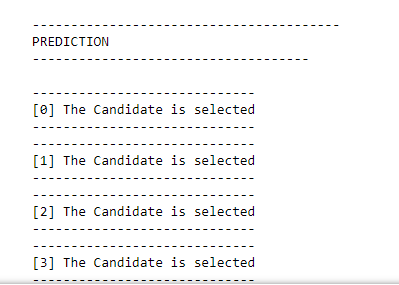 ----------------------------------------
PREDICTION
------------------------------------
-----------------------------
[0] The Candidate is selected
-----------------------------
-----------------------------
[1] The Candidate is selected
-----------------------------
-----------------------------
[2] The Candidate is selected
-----------------------------
-----------------------------
[3] The Candidate is selected
-----------------------------